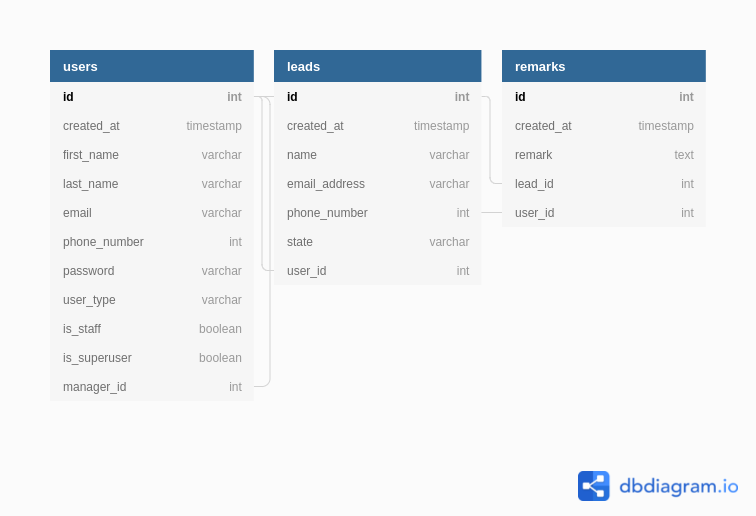 users
id int
created_at timestamp
first_name varchar
last_name varchar
email varchar
phone_number int
password varchar
user_type varchar
is_staff boolean
is_superuser boolean
manager_id int
leads
id int
created_at timestamp
name varchar
email_address varchar
phone_number int
state varchar
user_id int
remarks
id int
created_at timestamp
remark text
lead_id int
user_id int
dbdiagram.io